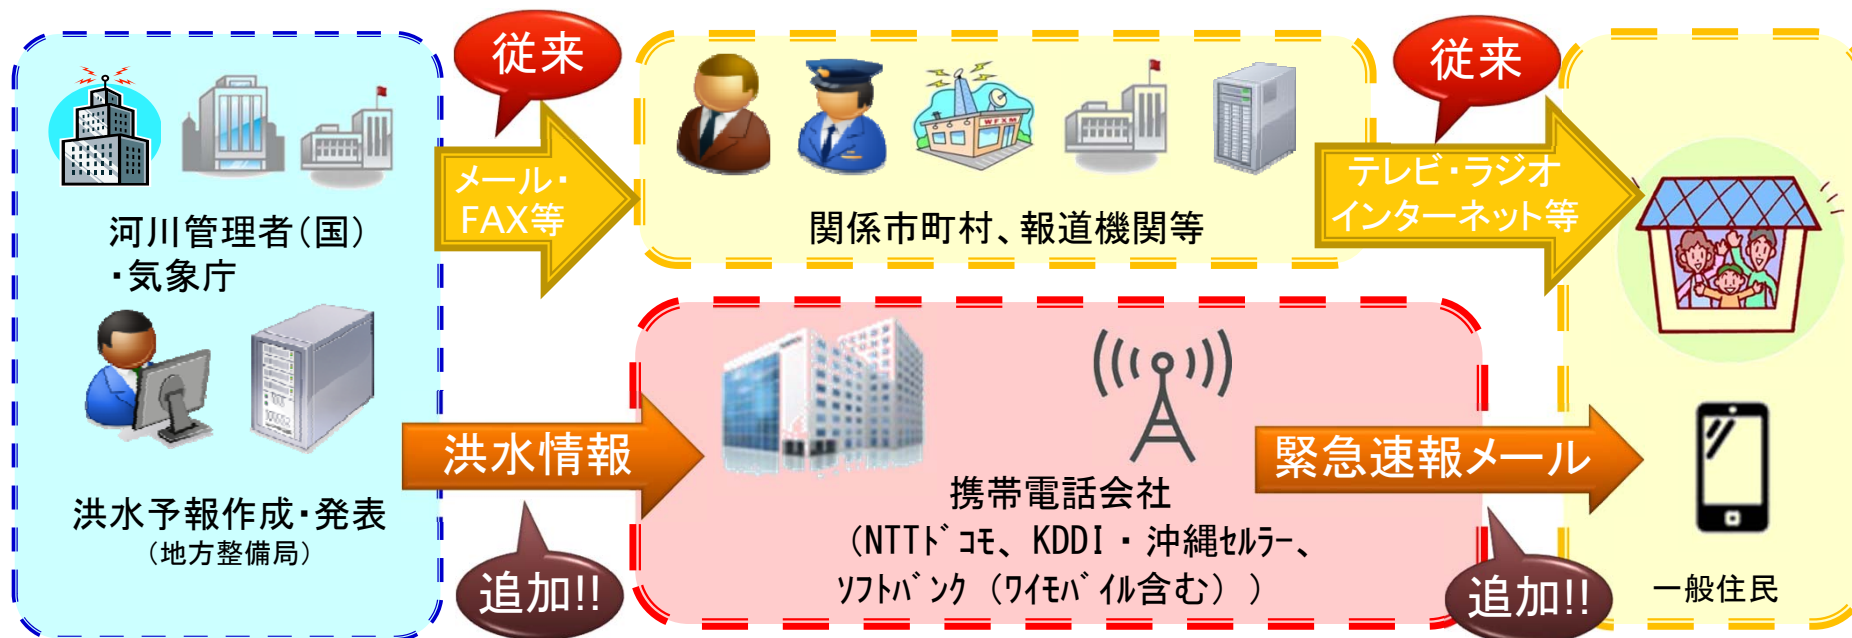 従来
従来
メール・
FAX等
テレビ・ラジオ
インターネット等
WFXM
河川管理者(国)
・気象庁
関係市町村、報道機関等
洪水情報
緊急速報メール
洪水予報作成・発表
(地方整備局)
携帯電話会社
(NTTドコモ、KDDI・沖縄セルラー、
ソフトバンク(ワイモバイル含む))
追加!!
追加!!
一般住民